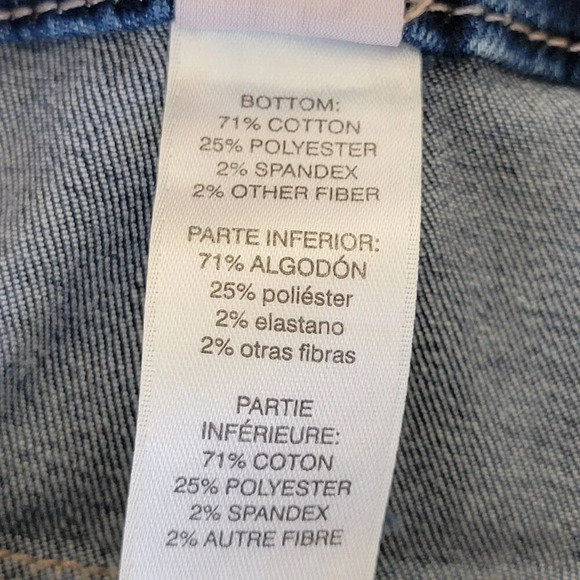 BOTTOM:
71% COTTON
25% POLYESTER
2% SPANDEX
2% OTHER FIBER
PARTE INFERIOR:
71% ALGODÓN
25% poliéster
2% elastano
2% otras fibras
PARTIE
INFÉRIEURE:
71% COTON
25% POLYESTER
2% SPANDEX
2% AUTRE FIBRE